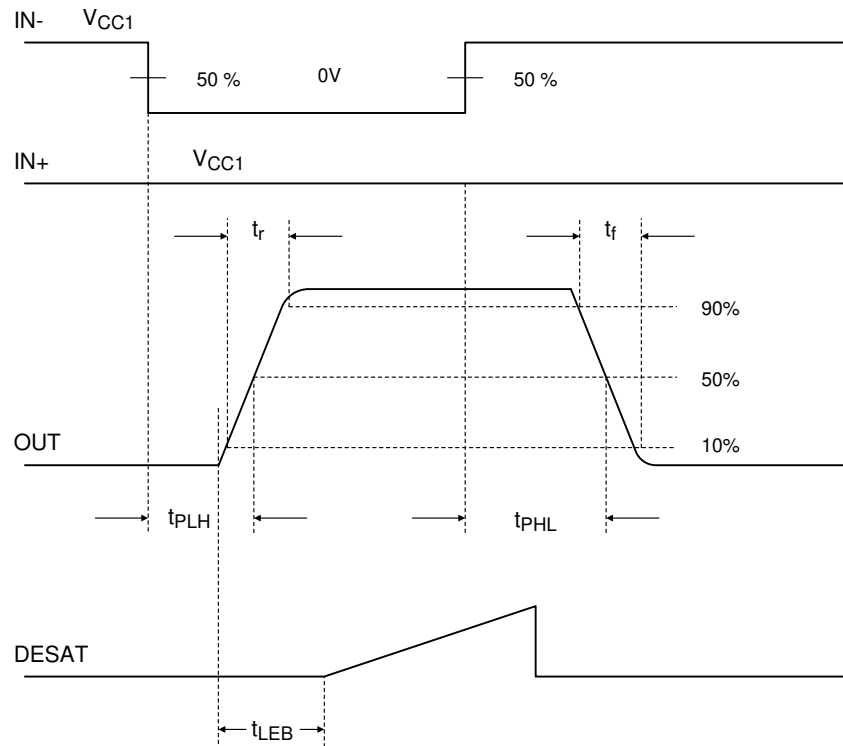 IN- VCC1
50 % 0V 50 %
IN+ VCC1
tr tf
90%
50%
OUT 10%
tPLH tPHL
DESAT
tLEB